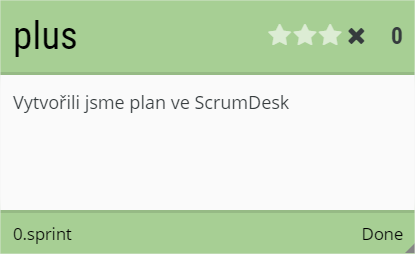 plus 0
Vytvořili jsme plan ve ScrumDesk
0.sprint Done